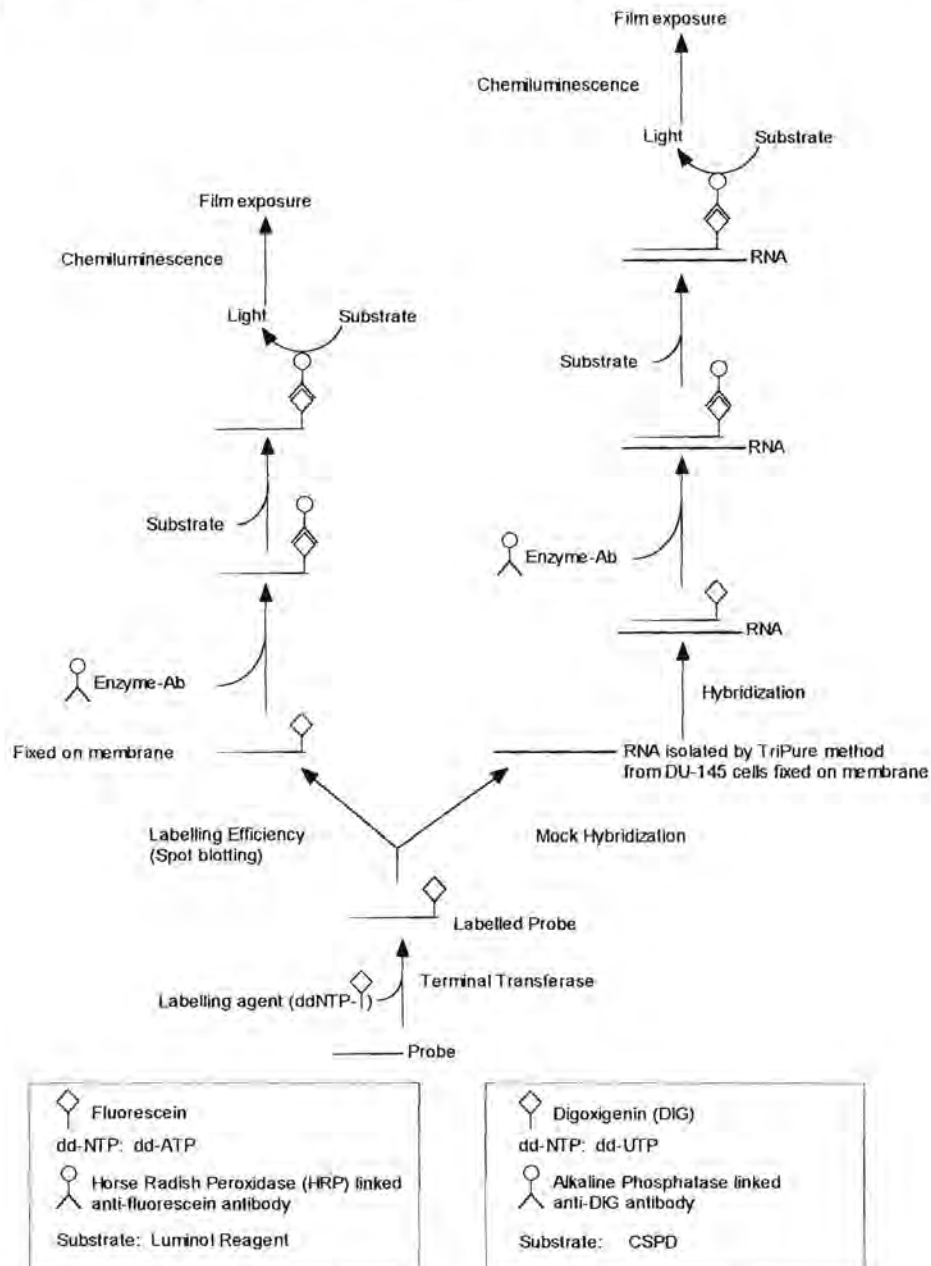 Film exposure
Chemiluminescence
Light
Substrate
RNA
Substrate
RNA
Enzyme-Ab
RNA
Hybridization
RNA isolated by TriPure method
from DU-145 cells fixed on membrane
Mock Hybridization
Film exposure
Chemiluminescence
Light
Substrate
Substrate
Enzyme-Ab
Fixed on membrane
Labelling Efficiency
(Spot blotting)
Labelled Probe
Terminal Transferase
Labelling agent (ddNTP- )
Probe
Fluorescein
dd-NTP: dd-ATP
Horse Radish Peroxidase (HRP) linked
anti-fluorescein antibody
Substrate: Luminol Reagent
Digoxigenin (DIG)
dd-NTP: dd-UTP
Alkaline Phosphatase linked
anti-DIG antibody
Substrate: CSPD